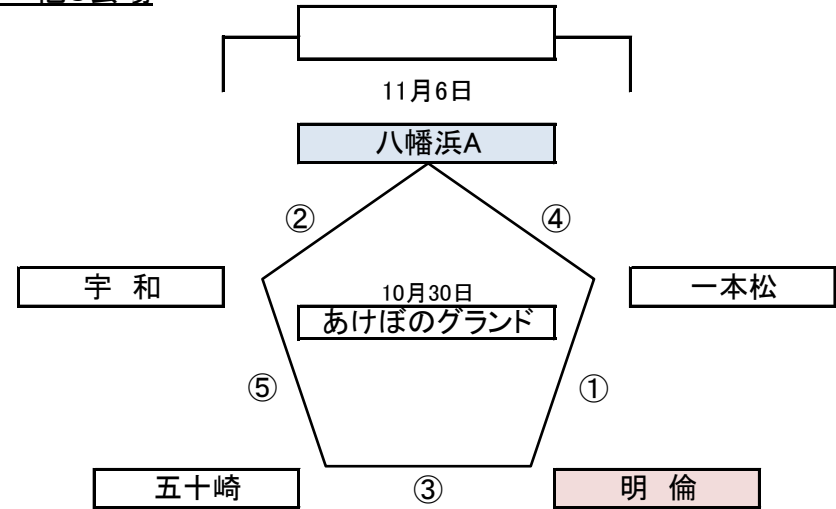 11月6日
八幡浜A
②
④
宇 和
10月30日
一本松
あけぼのグランド
⑤
①
五十崎
③
明 倫